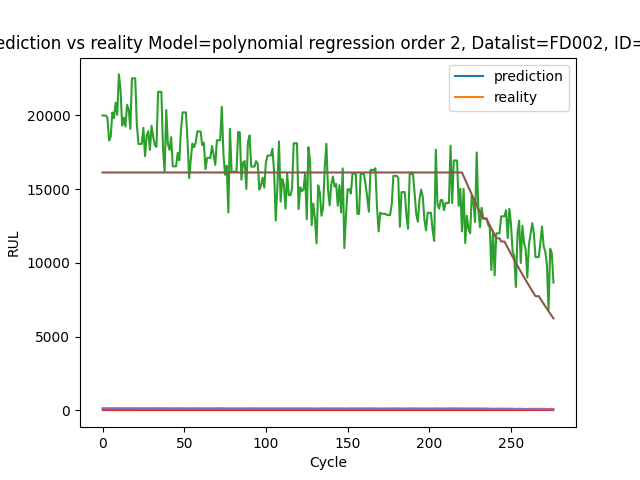 ediction vs reality Model=polynomial regression order 2, Datalist=FD002, ID=
prediction
reality
RUL
20000
15000
10000
5000
0
0 50 100 150 200 250
Cycle